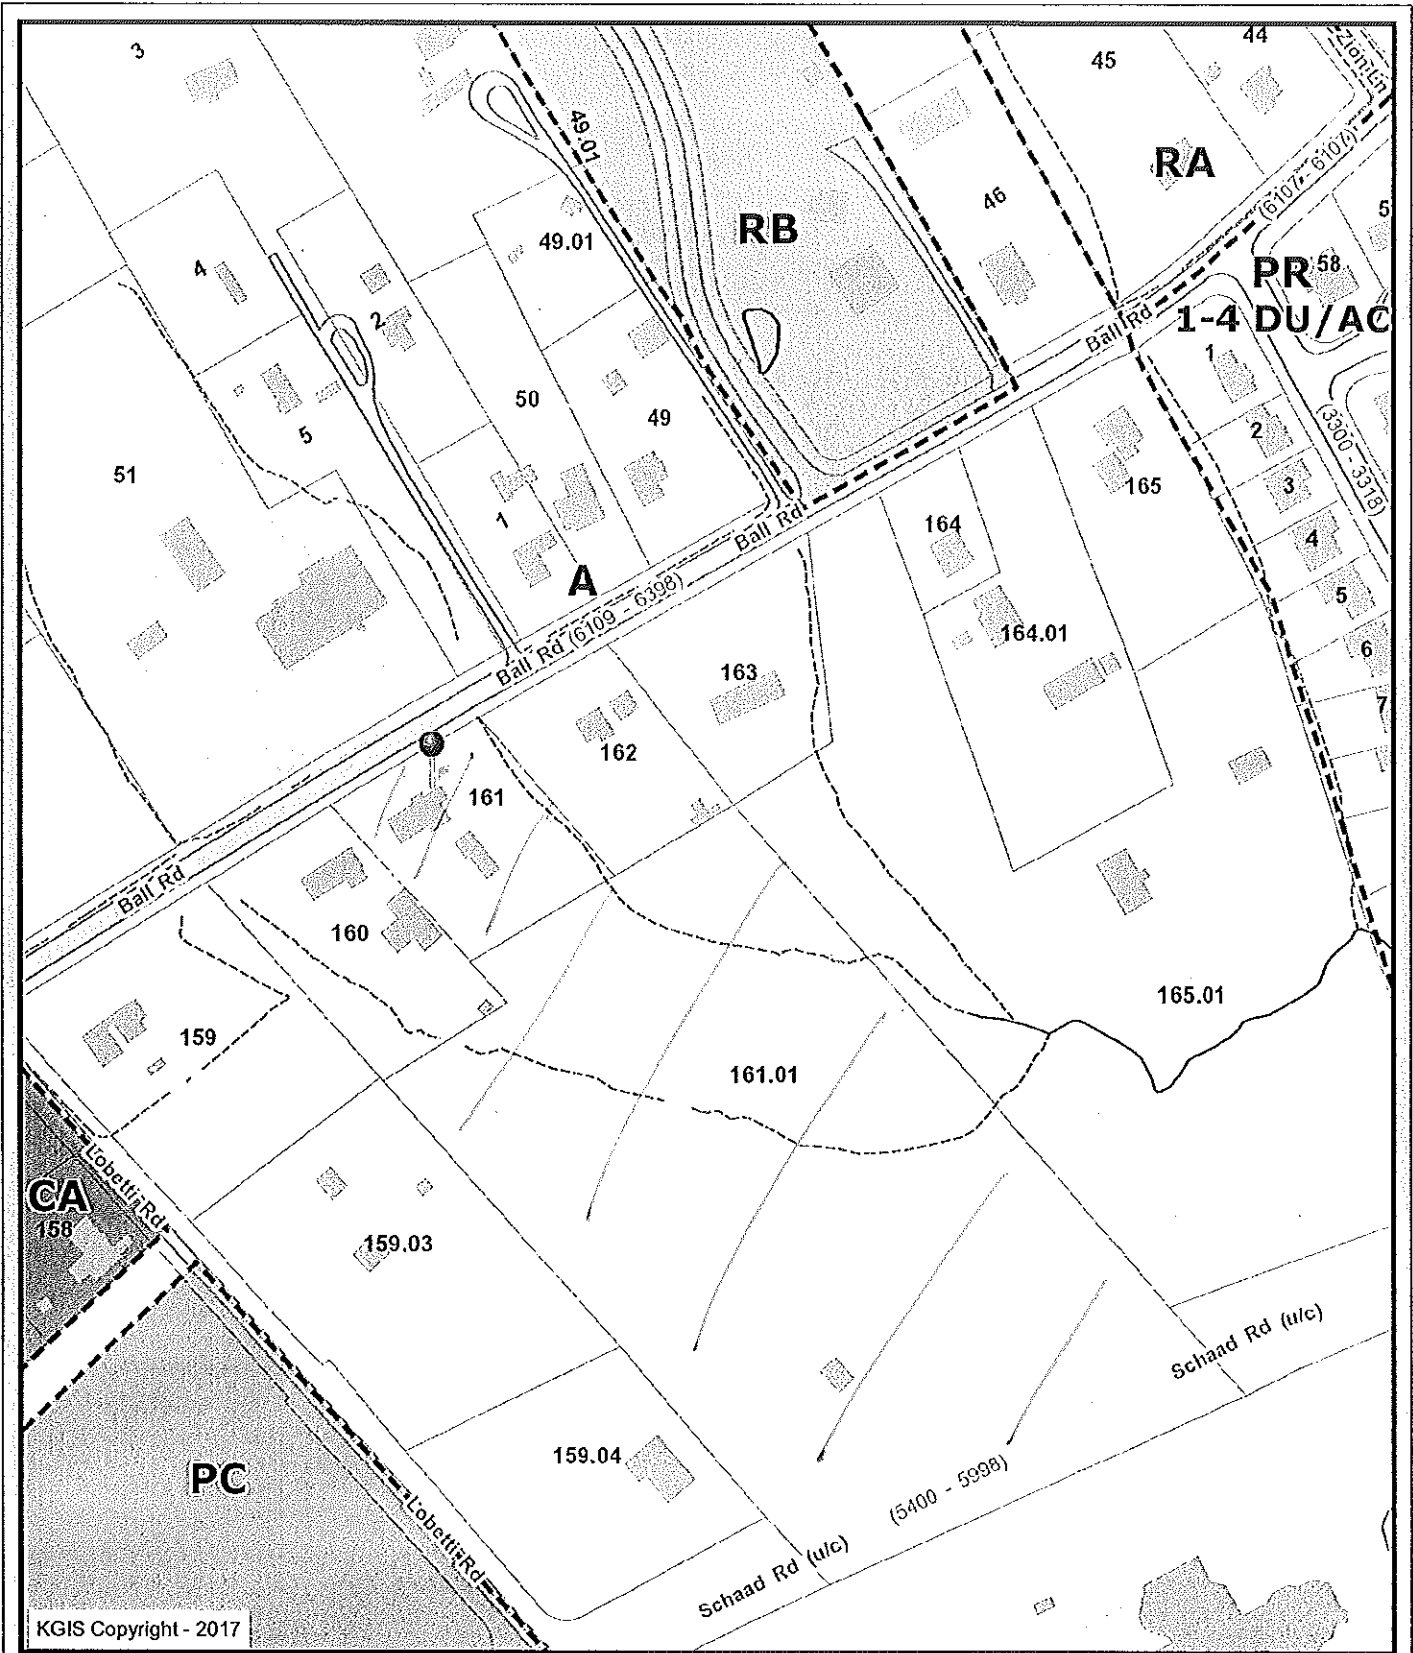 3
44
45
Zion Ln
49.01
RA
(6107 - 6107)
46
RB
49.01
4
5
58
PR
1-4 DU/AC
2
Ball Rd
1
50
49
2
(3300 - 3318)
5
51
165
3
1
164
4
Ball Rd
A
Ball Rd (6109 - 6398)
5
164.01
6
163
7
162
161
Ball Rd
160
165.01
159
161.01
Lobetti Rd
CA
158
159.03
Schaad Rd (u/c)
159.04
PC
(5400 - 5998)
Lobetti Rd
Schaad Rd (u/c)
KGIS Copyright - 2017